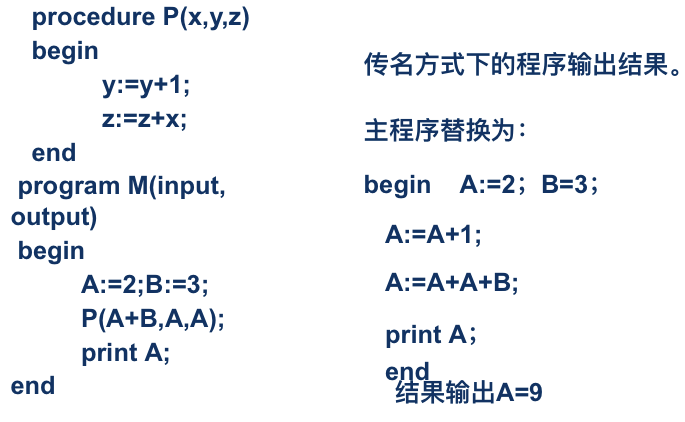 procedure P(x,y,z)
begin
y:=y+1;
z:=z+x;
end
program M(input,
output)
begin
A:=2;B:=3;
P(A+B,A,A);
print A;
end
传名方式下的程序输出结果。
主程序替换为：
begin A:=2；B=3；
A:=A+1;
A:=A+A+B;
print A；
end
结果输出A=9